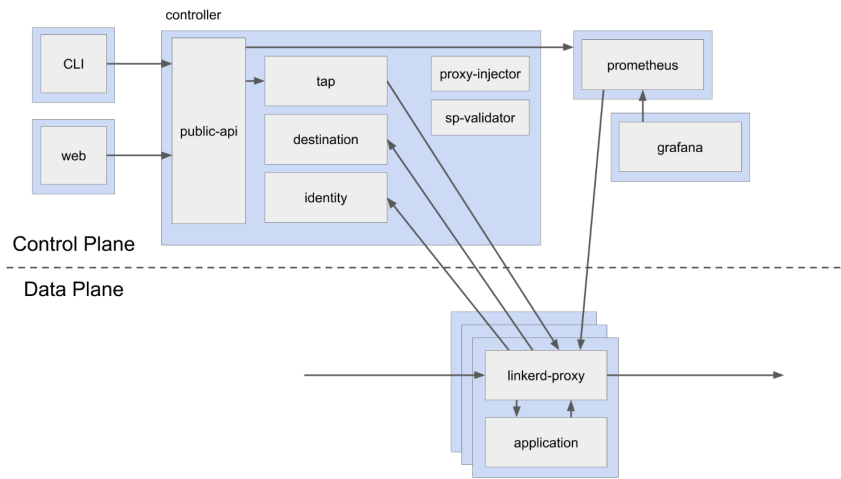 controller
CLI
web
public-api
tap
destination
identity
proxy-injector
sp-validator
prometheus
grafana
Control Plane
Data Plane
linkerd-proxy
application